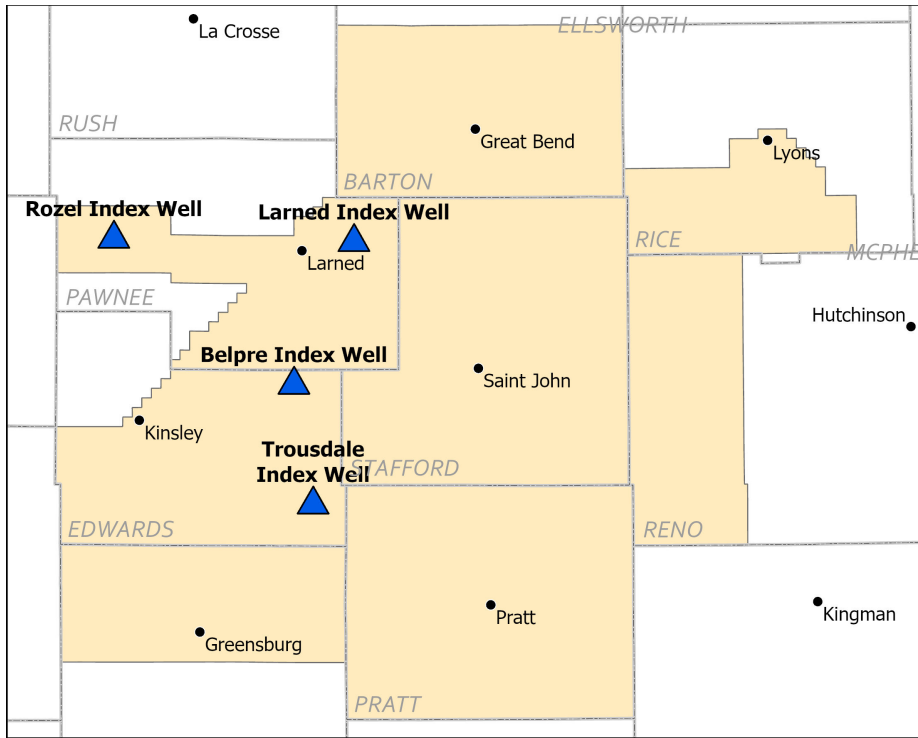 La Crosse
ELLSWORTH
RUSH
Great Bend
Lyons
BARTON
Rozel Index Well
Larned Index Well
RICE
MCPHE
Larned
PAWNEE
Hutchinson
Belpre Index Well
Saint John
Kinsley
Trousdale
Index Well
STAFFORD
EDWARDS
RENO
Pratt
Kingman
Greensburg
PRATT